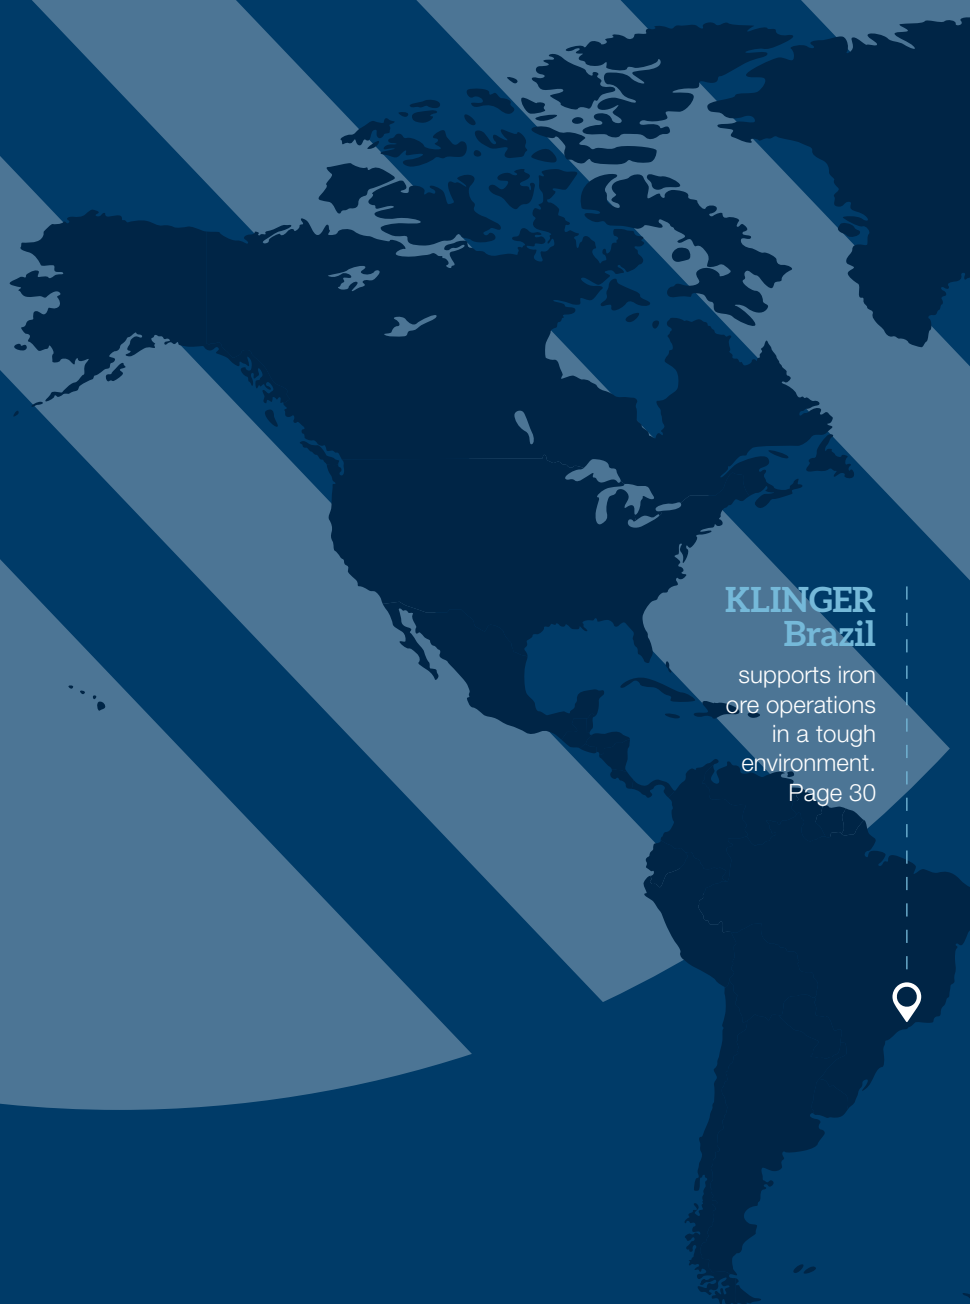 KLINGER
Brazil
supports iron
ore operations
in a tough
environment.
Page 30